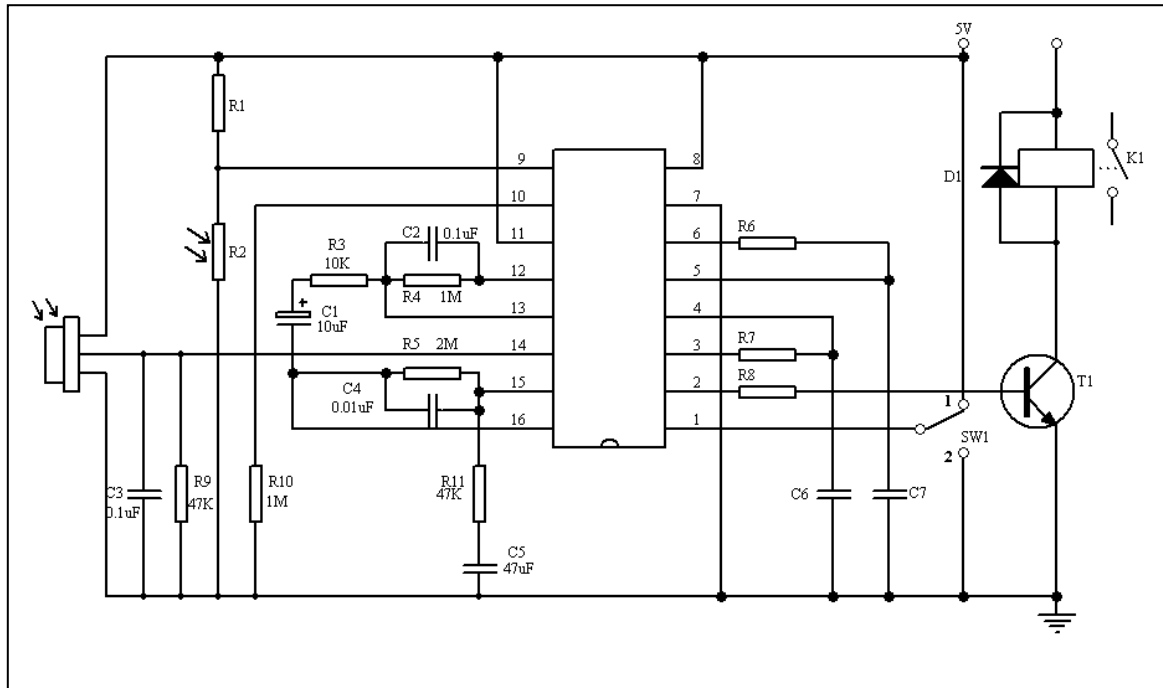 5V
R1
9
8
D1
K1
10
7
C2
0.1uF
R6
R2
R3
10K
11
6
12
5
R4 1M
+
C1
10uF
13
4
R5 2M
14
3
R7
C4
0.01uF
15
2
R8
T1
1
16
1
SW1
2
C3
0.1uF
R9
47K
R10
1M
R11
47K
C6
C7
C5
47uF